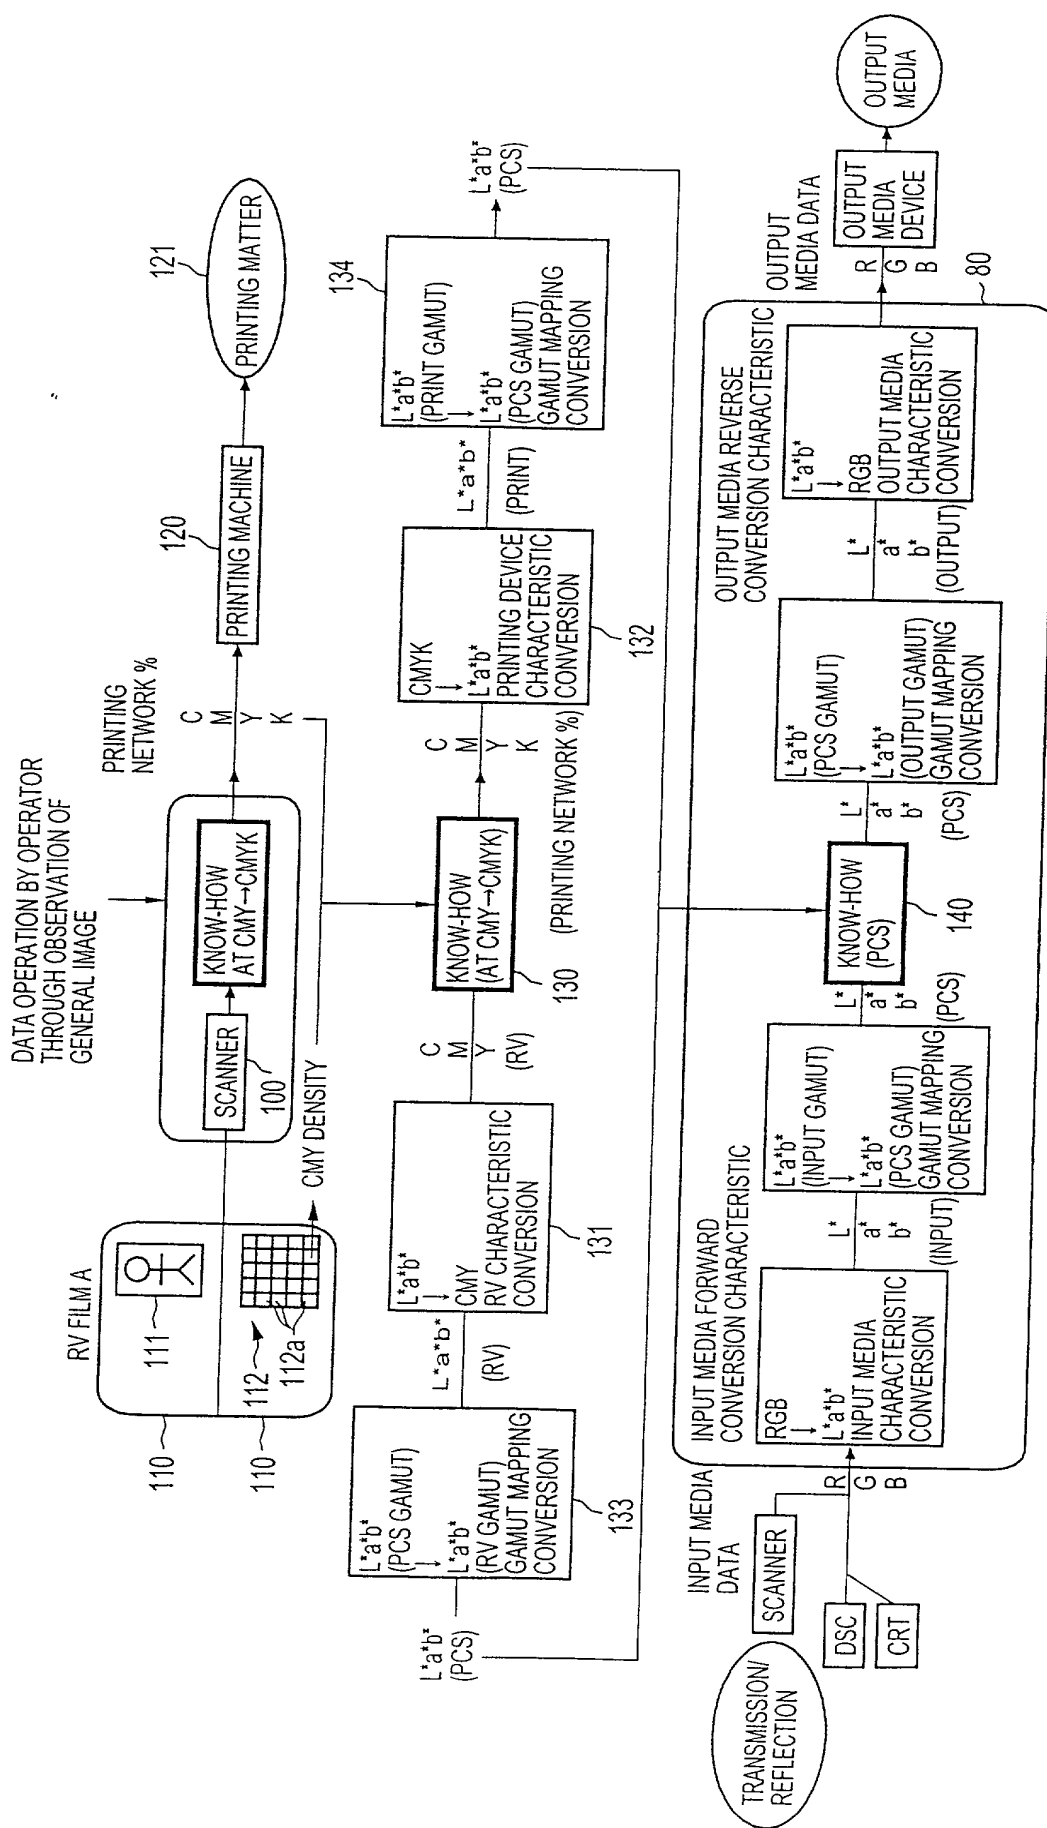 DATA OPERATION BY OPERATOR
THROUGH OBSERVATION OF
GENERAL IMAGE
RV FILM A
110
111
112
112a
110
SCANNER
100
KNOW-HOW
AT CMY→CMYK
CMY DENSITY
PRINTING
NETWORK %
C
M
Y
K
120
PRINTING MACHINE
121
PRINTING MATTER
L*a*b*
(PCS)
L*a*b*
(PCS GAMUT)
L*a*b*
(RV GAMUT)
GAMUT MAPPING
CONVERSION
133
L*a*b*
(RV)
L*a*b*
CMY
RV CHARACTERISTIC
CONVERSION
131
C
M
Y
(RV)
KNOW-HOW
(AT CMY→CMYK)
130
C
M
Y
K
(PRINTING NETWORK %)
CMYK
L*a*b*
PRINTING DEVICE
CHARACTERISTIC
CONVERSION
132
L*a*b*
(PRINT)
134
L*a*b*
(PRINT GAMUT)
L*a*b*
(PCS GAMUT)
GAMUT MAPPING
CONVERSION
L*a*b*
(PCS)
TRANSMISSION/
REFLECTION
INPUT MEDIA
DATA
SCANNER
DSC
CRT
R
G
B
INPUT MEDIA FORWARD
CONVERSION CHARACTERISTIC
RGB
L*a*b*
INPUT MEDIA
CHARACTERISTIC
CONVERSION
L*
a*
b*
(INPUT)
L*a*b*
(INPUT GAMUT)
L*a*b*
(PCS GAMUT)
GAMUT MAPPING
CONVERSION
L*
a*
b*
(PCS)
KNOW-HOW
(PCS)
140
L*
a*
b*
(PCS)
L*a*b*
(PCS GAMUT)
L*a*b*
(OUTPUT GAMUT)
GAMUT MAPPING
CONVERSION
OUTPUT MEDIA REVERSE
CONVERSION CHARACTERISTIC
L*
a*
b*
(OUTPUT)
L*a*b*
RGB
OUTPUT MEDIA
CHARACTERISTIC
CONVERSION
80
OUTPUT
MEDIA DATA
R
G
B
OUTPUT
MEDIA
DEVICE
OUTPUT
MEDIA